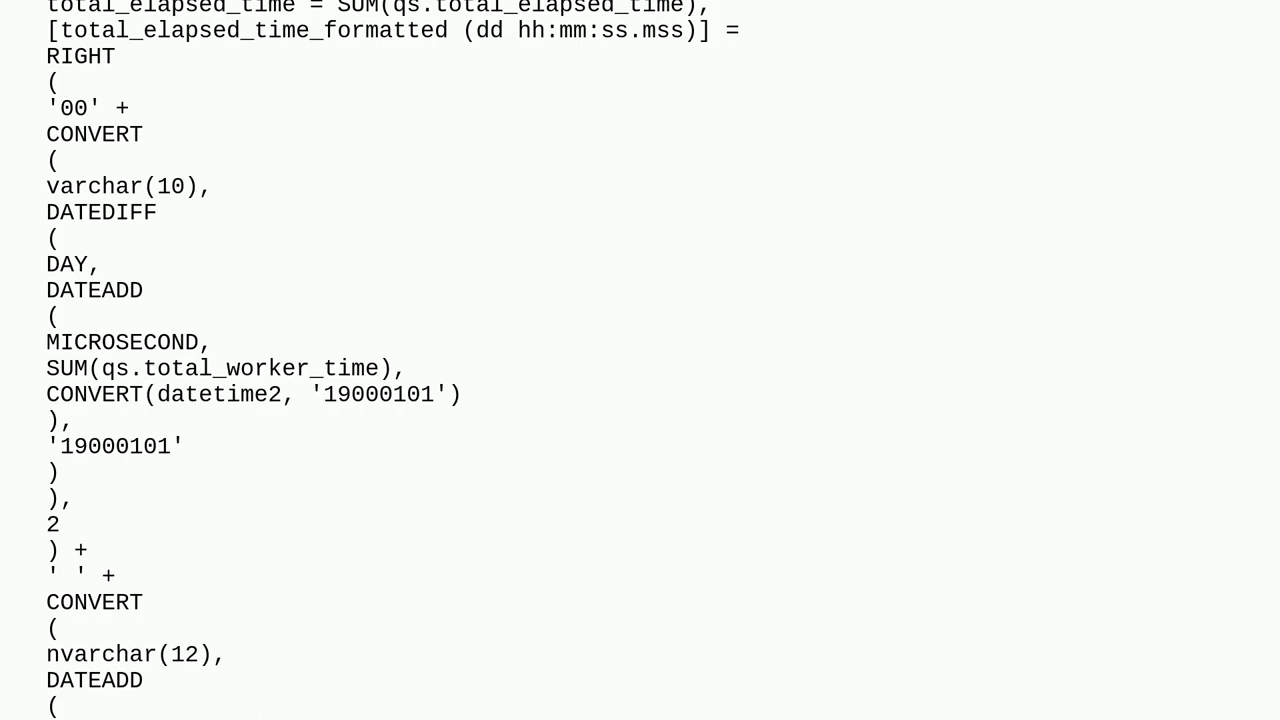 total_elapsed_time = SUM(qs.total_elapsed_time),
[total_elapsed_time_formatted (dd hh:mm:ss.mss)] =
RIGHT
(
'00' +
CONVERT
(
varchar(10),
DATEDIFF
(
DAY,
DATEADD
(
MICROSECOND,
SUM(qs.total_worker_time),
CONVERT(datetime2, '19000101')
),
'19000101'
)
),
2
) +
' ' +
CONVERT
(
nvarchar(12),
DATEADD
(